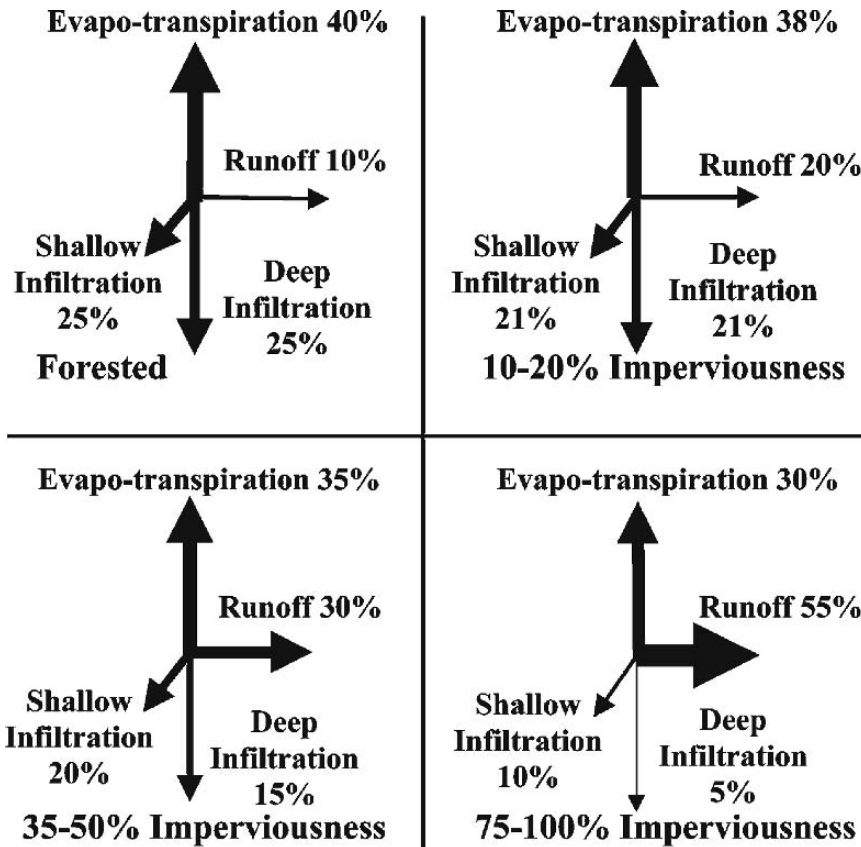 Evapo-transpiration 40%
Runoff 10%
Shallow
Infiltration
25%
Deep
Infiltration
25%
Forested
Evapo-transpiration 38%
Runoff 20%
Shallow
Infiltration
21%
Deep
Infiltration
21%
10-20% Imperviousness
Evapo-transpiration 35%
Runoff 30%
Shallow
Infiltration
20%
Deep
Infiltration
15%
35-50% Imperviousness
Evapo-transpiration 30%
Runoff 55%
Shallow
Infiltration
10%
Deep
Infiltration
5%
75-100% Imperviousness